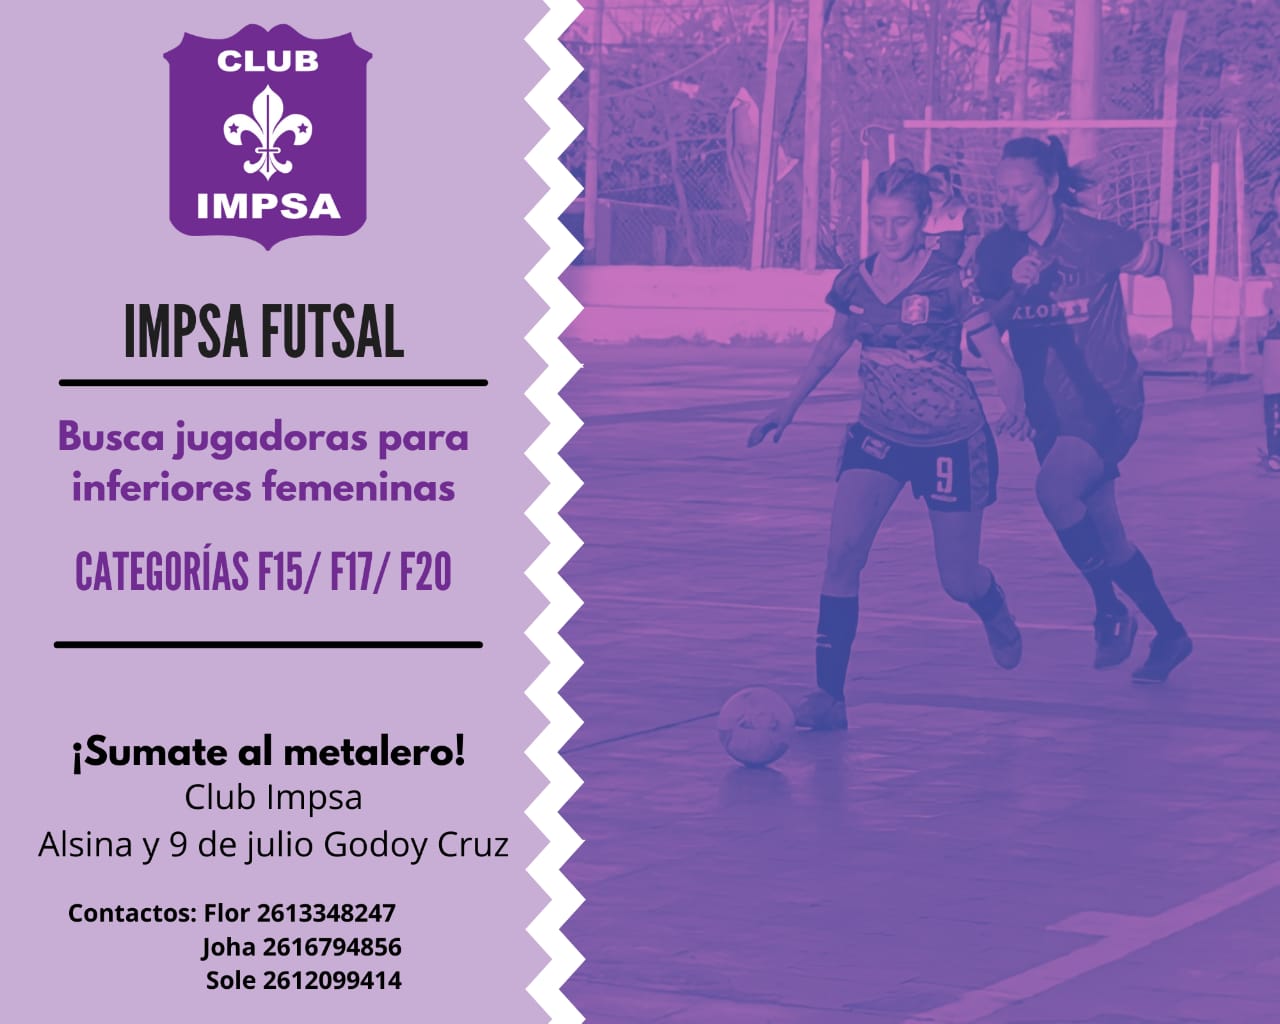 CLUB
IMPSA
IMPSA FUTSAL
Busca jugadoras para
inferiores femeninas
CATEGORÍAS F15/ F17/ F20
¡Sumate al metalero!
Club Impsa
Alsina y 9 de julio Godoy Cruz
Contactos: Flor 2613348247
Joha 2616794856
Sole 2612099414
9